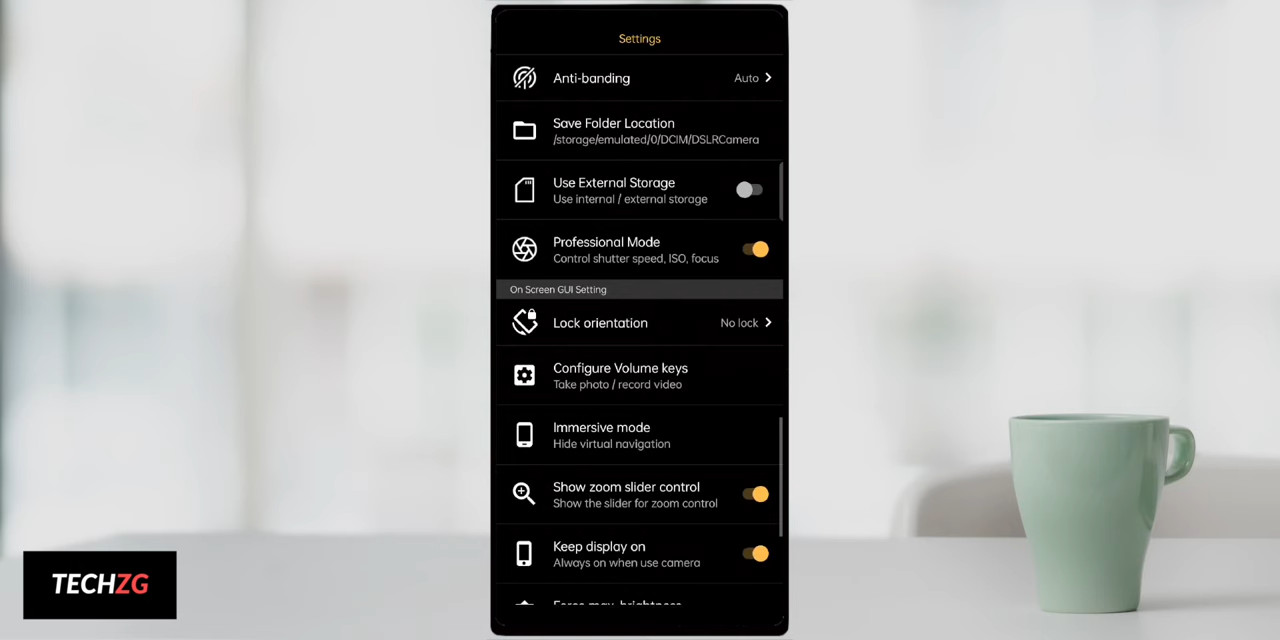 Settings
Anti-banding
Auto
Save Folder Location
/storage/emulated/0/DCIM/DSLRCamera
Use External Storage
Use internal / external storage
Professional Mode
Control shutter speed, ISO, focus
On Screen GUI Setting
Lock orientation
No lock
Configure Volume keys
Take photo / record video
Immersive mode
Hide virtual navigation
Show zoom slider control
Show the slider for zoom control
Keep display on
Always on when use camera
Force max. brightness
TECHZG